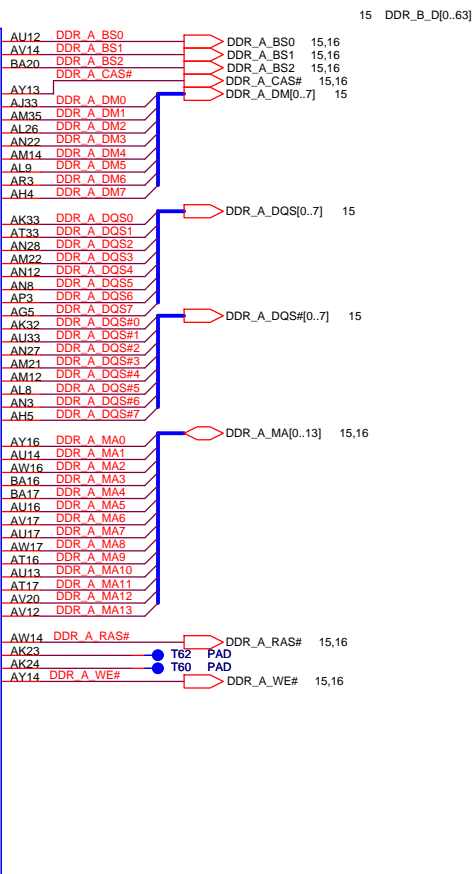 15 DDR_B_D[0..63]
AU12 DDR_A_BS0 DDR_A_BS0 15,16
AV14 DDR_A_BS1 DDR_A_BS1 15,16
BA20 DDR_A_BS2 DDR_A_BS2 15,16
AY13 DDR_A_CAS# DDR_A_CAS# 15,16
AJ33 DDR_A_DM0 DDR_A_DM[0..7] 15
AM35 DDR_A_DM1
AL26 DDR_A_DM2
AN22 DDR_A_DM3
AM14 DDR_A_DM4
AL9 DDR_A_DM5
AR3 DDR_A_DM6
AH4 DDR_A_DM7
AK33 DDR_A_DQS0 DDR_A_DQS[0..7] 15
AT33 DDR_A_DQS1
AN28 DDR_A_DQS2
AM22 DDR_A_DQS3
AN12 DDR_A_DQS4
AN8 DDR_A_DQS5
AP3 DDR_A_DQS6
AG5 DDR_A_DQS7
AK32 DDR_A_DQS#0 DDR_A_DQS#[0..7] 15
AU33 DDR_A_DQS#1
AN27 DDR_A_DQS#2
AM21 DDR_A_DQS#3
AM12 DDR_A_DQS#4
AL8 DDR_A_DQS#5
AN3 DDR_A_DQS#6
AH5 DDR_A_DQS#7
AY16 DDR_A_MA0 DDR_A_MA[0..13] 15,16
AU14 DDR_A_MA1
AW16 DDR_A_MA2
BA16 DDR_A_MA3
BA17 DDR_A_MA4
AU16 DDR_A_MA5
AV17 DDR_A_MA6
AU17 DDR_A_MA7
AW17 DDR_A_MA8
AT16 DDR_A_MA9
AU13 DDR_A_MA10
AT17 DDR_A_MA11
AV20 DDR_A_MA12
AV12 DDR_A_MA13
AW14 DDR_A_RAS# DDR_A_RAS# 15,16
AK23 T62 PAD
AK24 T60 PAD
AY14 DDR_A_WE# DDR_A_WE# 15,16